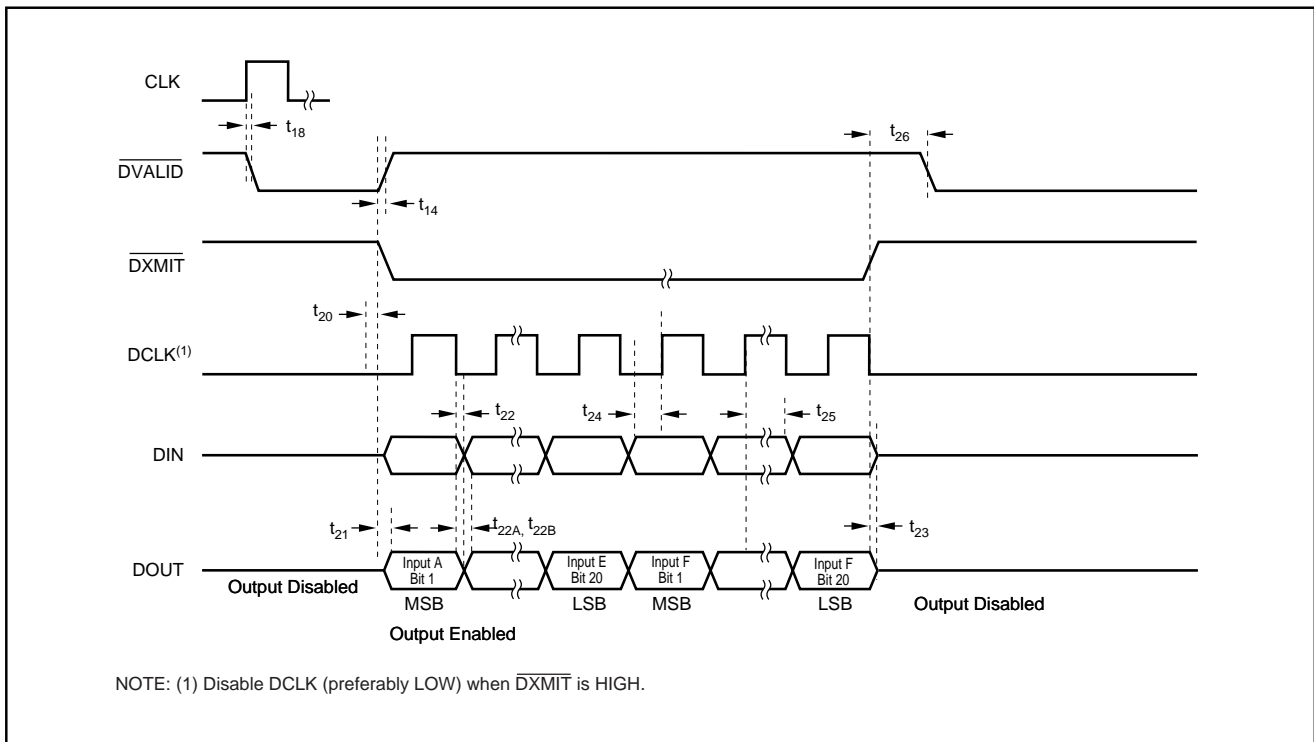 CLK
t18
t26
DVALID
t14
DXMIT
t20
DCLK(1)
t22
t24
t25
DIN
t21
t22A, t22B
t23
DOUT
Input A
Bit 1
Input E
Bit 20
Input F
Bit 1
Input F
Bit 20
Output Disabled
MSB
LSB
MSB
LSB
Output Disabled
Output Enabled
NOTE: (1) Disable DCLK (preferably LOW) when DXMIT is HIGH.